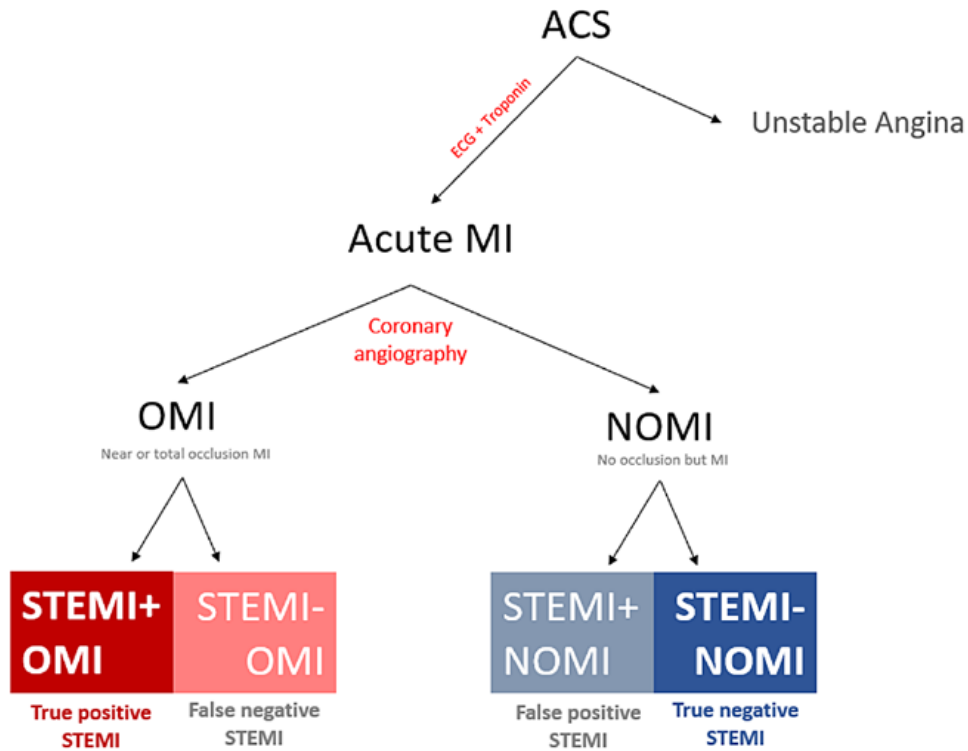 ACS
ECG + Troponin
Unstable Angina
Acute MI
Coronary
angiography
OMI
Near or total occlusion MI
NOMI
No occlusion but MI
STEMI+
OMI
STEMI-
OMI
STEMI+
NOMI
STEMI-
NOMI
True positive
STEMI
False negative
STEMI
False positive
STEMI
True negative
STEMI